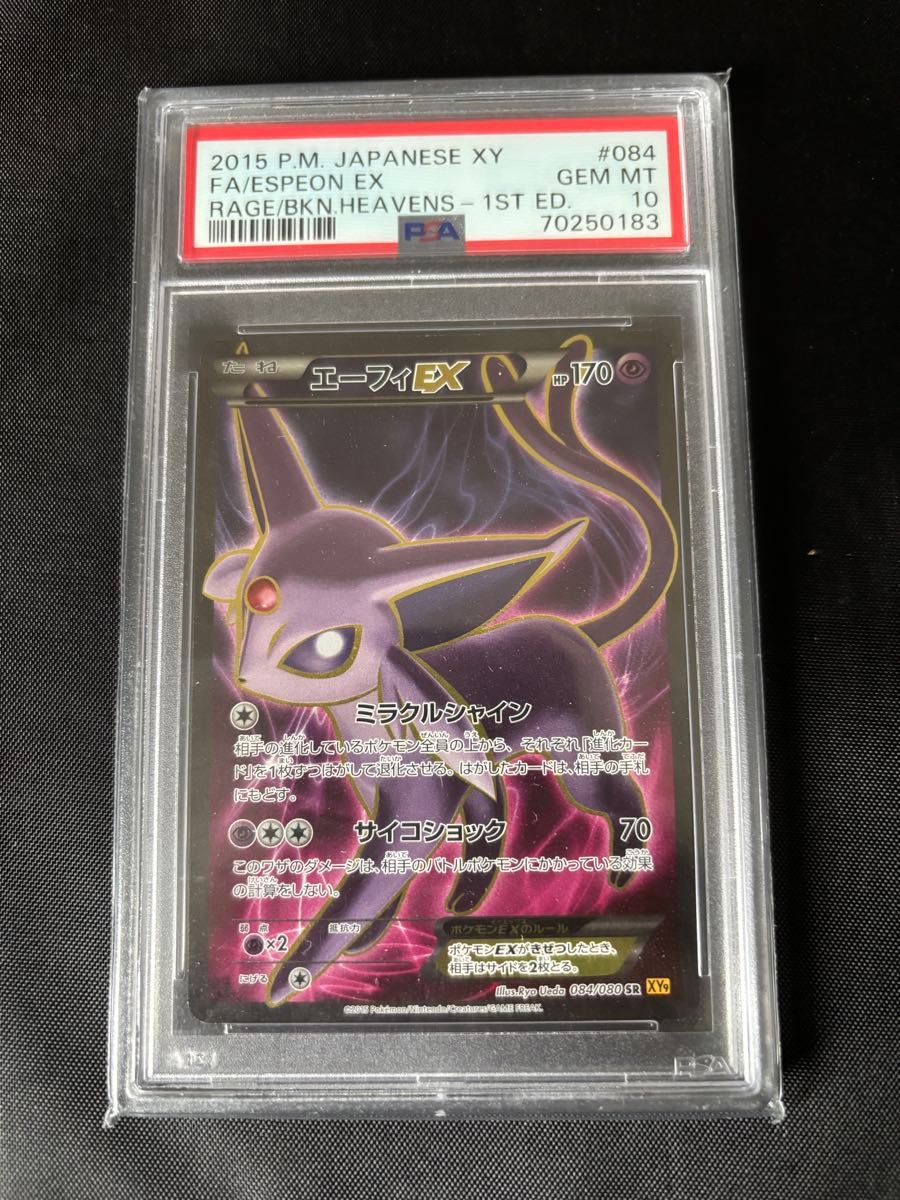 2015 P.M. JAPANESE XY #084
FA/ESPEON EX GEM MT
RAGE/BKN.HEAVENS-1ST ED. 10
PSA 70250183
たね エーフィEX HP170
ミラクルシャイン
相手の進化しているポケモン全員の上から、それぞれ「進化カー
ド」を1枚ずつはがして退化させる。はがしたカードは、相手の手札
にもどす。
サイコショック 70
このワザのダメージは、相手のバトルポケモンにかかっている効果
の計算をしない。
弱点 抵抗力
×2
ポケモンEXのルール
ポケモンEXがきぜつしたとき、
相手はサイドを2枚とる。
にげる
Illus.Ryo Ueda 084/080 SR XY9
©2015 Pokémon/Nintendo/Creatures/GAME FREAK.
PSA